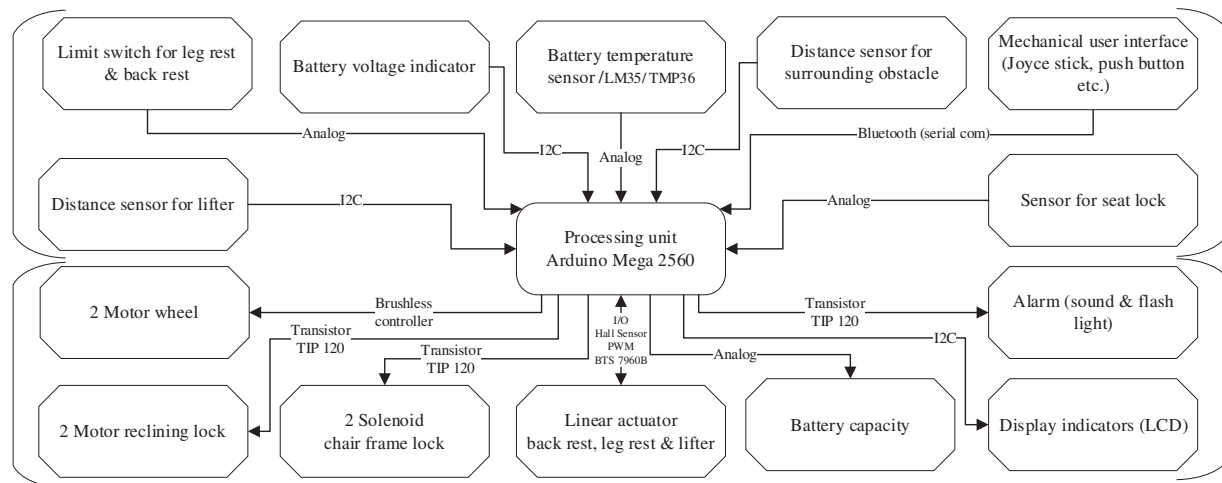 Limit switch for leg rest
& back rest
Battery voltage indicator
Battery temperature
sensor /LM35/ TMP36
Distance sensor for
surrounding obstacle
Mechanical user interface
(Joyce stick, push button
etc.)
Analog
I2C
Analog
I2C
Bluetooth (serial com)
Distance sensor for lifter
I2C
Processing unit
Arduino Mega 2560
Analog
Sensor for seat lock
2 Motor wheel
Brushless
controller
Transistor
TIP 120
Transistor
TIP 120
I/O
Hall Sensor
PWM
BTS 7960B
Analog
Transistor
TIP 120
I2C
Alarm (sound & flash
light)
2 Motor reclining lock
2 Solenoid
chair frame lock
Linear actuator
back rest, leg rest & lifter
Battery capacity
Display indicators (LCD)